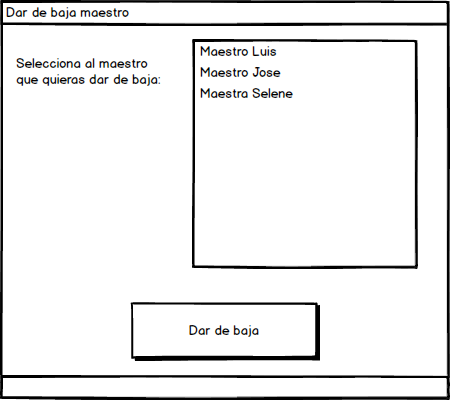 Dar de baja maestro
Selecciona al maestro
que quieras dar de baja:
Maestro Luis
Maestro Jose
Maestra Selene
Dar de baja